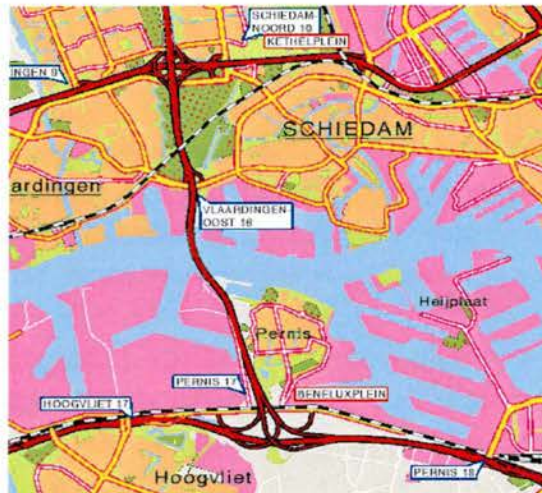 SCHIEDAM-
NOORD 10
KETHELPLEIN
INGEN 9
SCHIEDAM
ardingen
VLAARDINGEN-
OOST 16
Heijplaat
Pernis
PERNIS 17
BENELUXPLEIN
HOOGVLIET 17
Hoogvliet
PERNIS 18